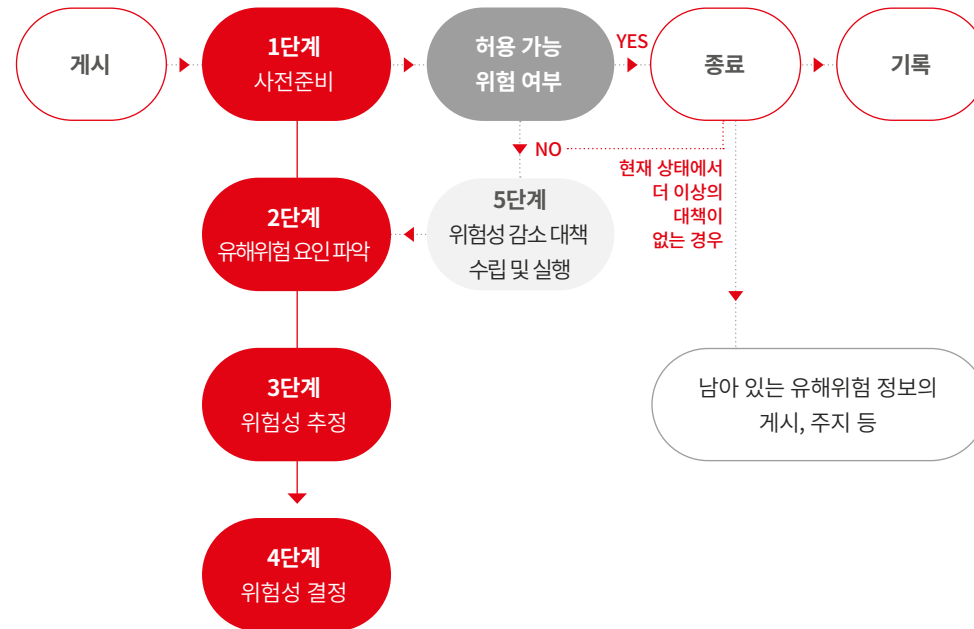 게시
1단계
사전준비
허용 가능
위험 여부
YES
종료
기록
NO
현재 상태에서
더 이상의
대책이
없는 경우
2단계
유해위험 요인 파악
5단계
위험성 감소 대책
수립 및 실행
3단계
위험성 추정
남아 있는 유해위험 정보의
게시, 주지 등
4단계
위험성 결정